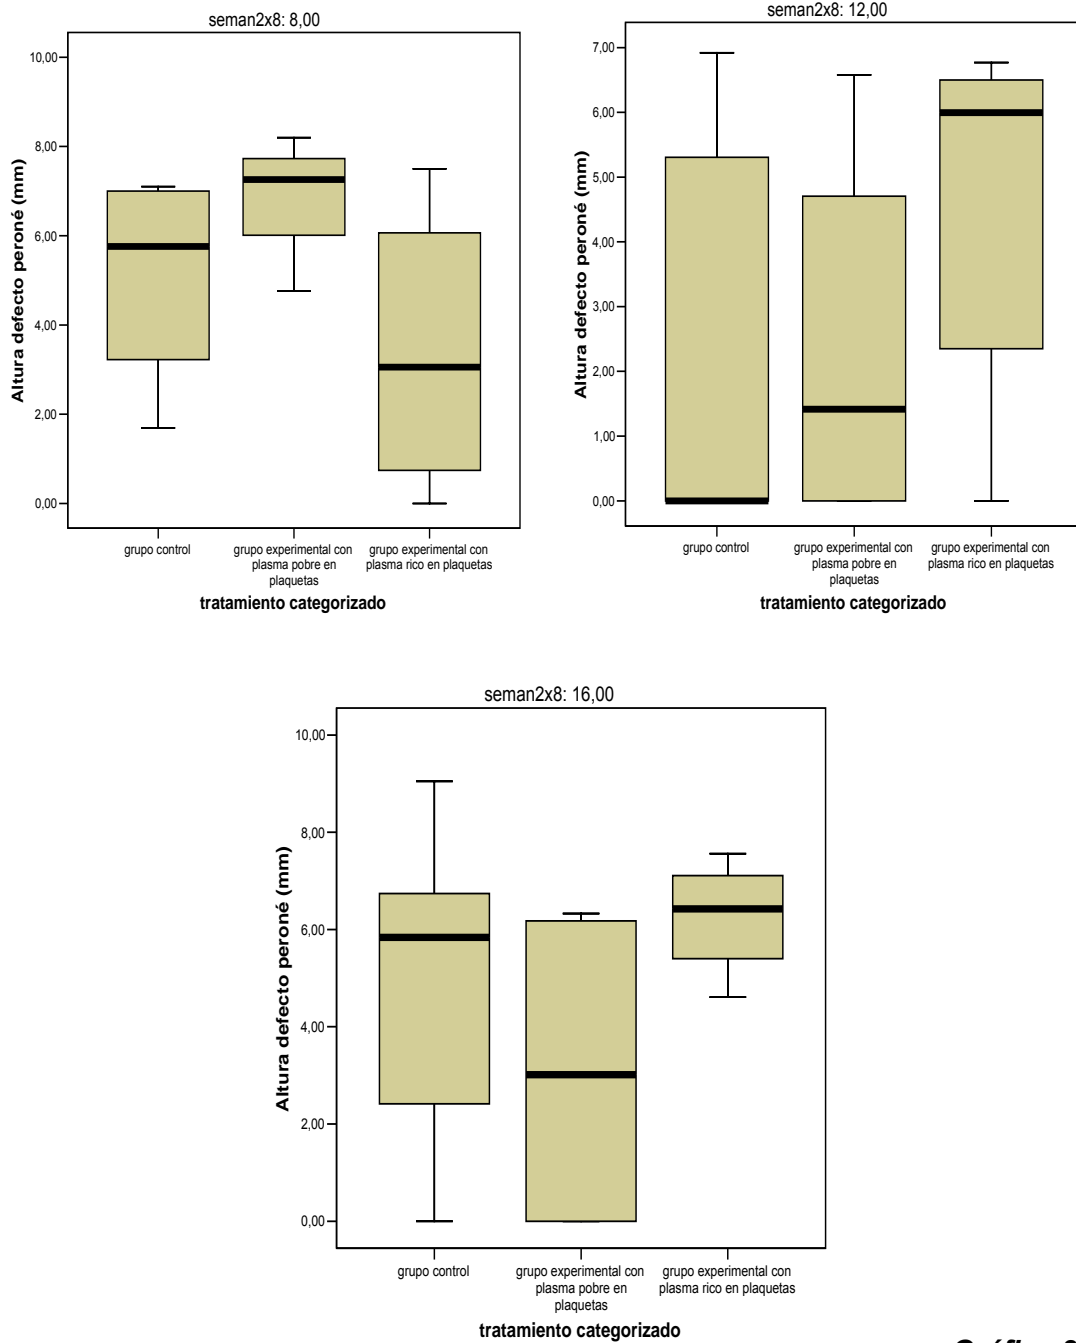 seman2x8: 8,00
Altura defecto peroné (mm)
10,00
8,00
6,00
4,00
2,00
0,00
grupo control
grupo experimental con
plasma pobre en
plaquetas
grupo experimental con
plasma rico en plaquetas
tratamiento categorizado
seman2x8: 12,00
Altura defecto peroné (mm)
7,00
6,00
5,00
4,00
3,00
2,00
1,00
0,00
grupo control
grupo experimental con
plasma pobre en
plaquetas
grupo experimental con
plasma rico en plaquetas
tratamiento categorizado
seman2x8: 16,00
Altura defecto peroné (mm)
10,00
8,00
6,00
4,00
2,00
0,00
grupo control
grupo experimental con
plasma pobre en
plaquetas
grupo experimental con
plasma rico en plaquetas
tratamiento categorizado